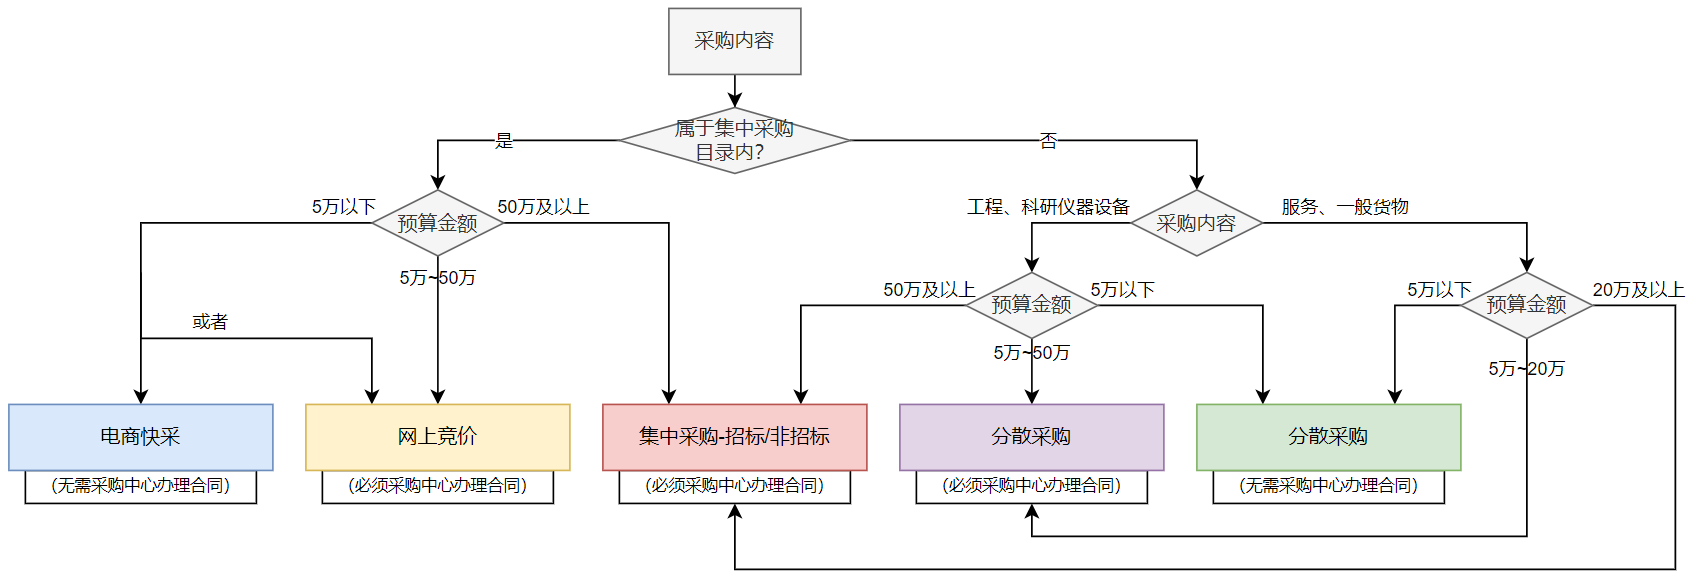 采购内容
属于集中采购
目录内？
是
否
5万以下
预算金额
50万及以上
工程、科研仪器设备
采购内容
服务、一般货物
5万~50万
50万及以上
预算金额
5万以下
5万以下
预算金额
20万及以上
或者
5万~50万
5万~20万
电商快采
网上竞价
集中采购-招标/非招标
分散采购
分散采购
（无需采购中心办理合同）
（必须采购中心办理合同）
（必须采购中心办理合同）
（必须采购中心办理合同）
（无需采购中心办理合同）